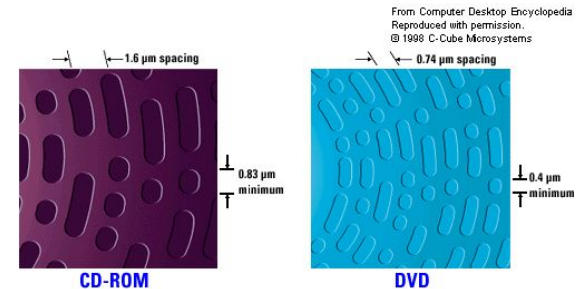 From Computer Desktop Encyclopedia
Reproduced with permission.
© 1998 C-Cube Microsystems
1.6 µm spacing
0.74 µm spacing
0.83 µm
minimum
0.4 µm
minimum
CD-ROM
DVD